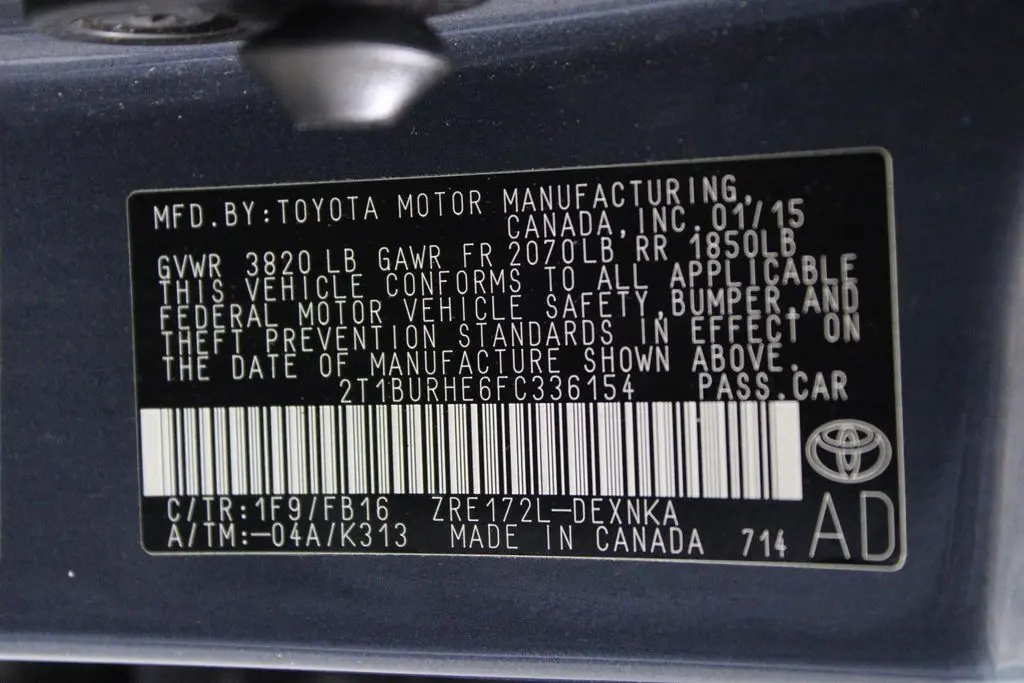 MFD.BY:TOYOTA MOTOR MANUFACTURING,
CANADA,INC.01/15
GVWR 3820 LB GAWR FR 2070LB RR 1850LB
THIS VEHICLE CONFORMS TO ALL APPLICABLE
FEDERAL MOTOR VEHICLE SAFETY,BUMPER,AND
THEFT PREVENTION STANDARDS IN EFFECT ON
THE DATE OF MANUFACTURE SHOWN ABOVE.
2T1BURHE6FC336154 PASS.CAR
C/TR:1F9/FB16 ZRE172L-DEXNKA
A/TM:-04A/K313 MADE IN CANADA 714 AD